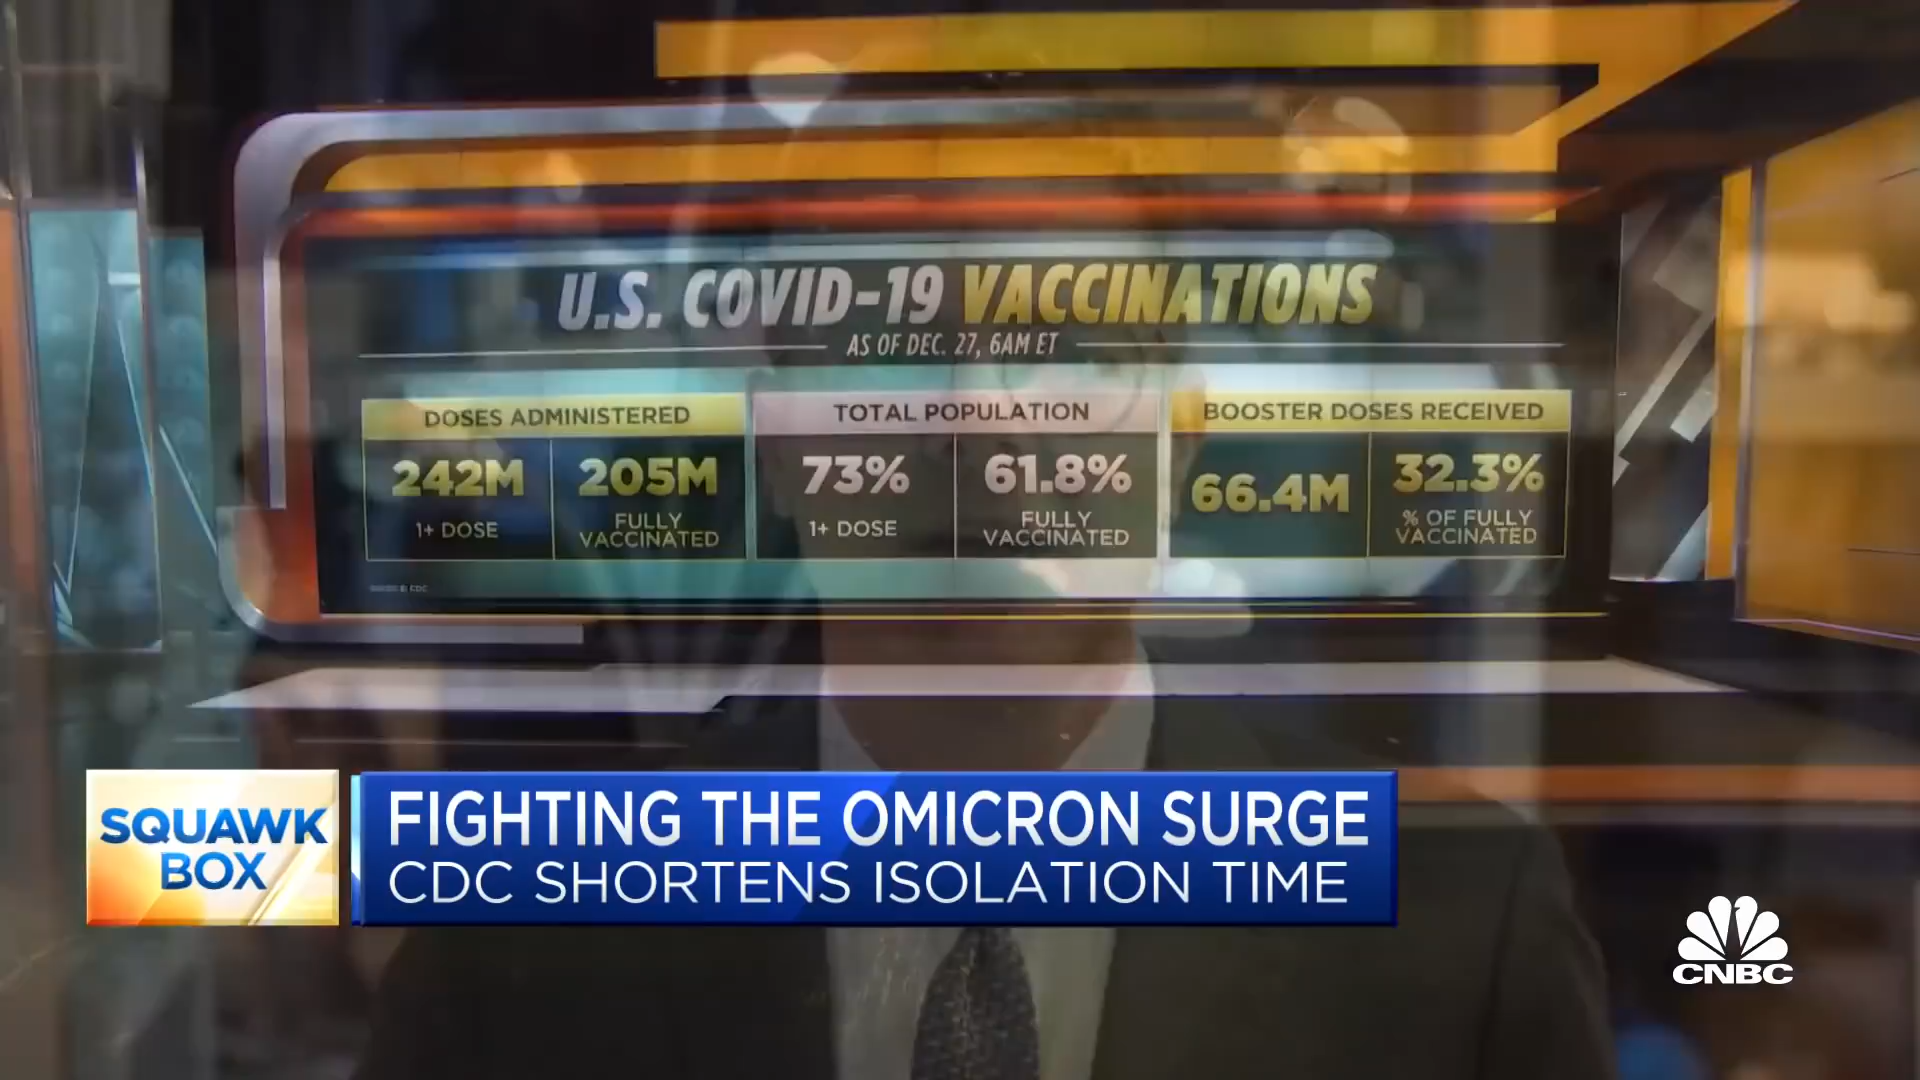 U.S. COVID-19 VACCINATIONS
AS OF DEC. 27, 6AM ET
DOSES ADMINISTERED
242M
1+ DOSE
205M
FULLY
VACCINATED
TOTAL POPULATION
73%
1+ DOSE
61.8%
FULLY
VACCINATED
BOOSTER DOSES RECEIVED
66.4M
32.3%
% OF FULLY
VACCINATED
CDC
SQUAWK
BOX
FIGHTING THE OMICRON SURGE
CDC SHORTENS ISOLATION TIME
CNBC